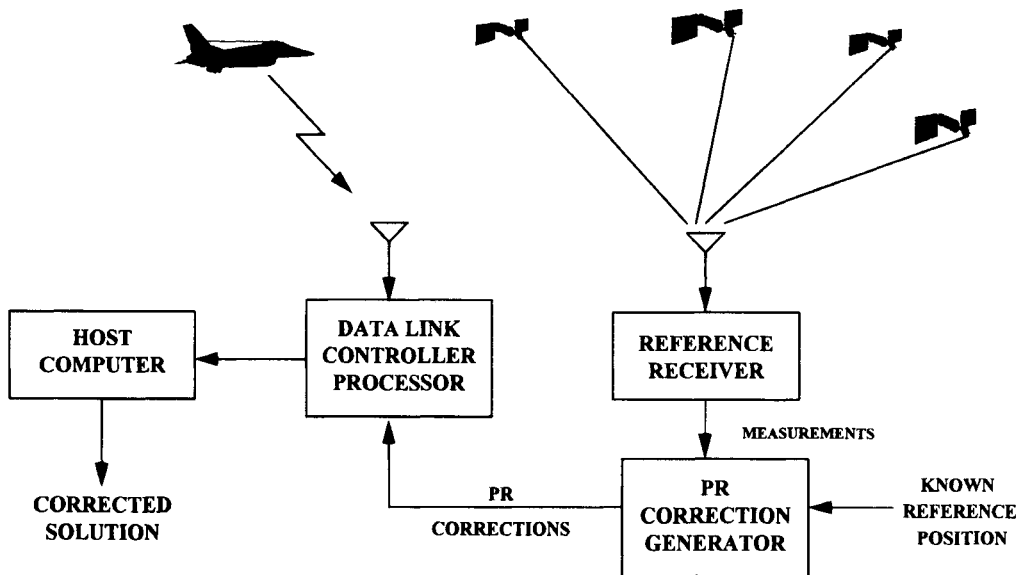 HOST
COMPUTER
DATA LINK
CONTROLLER
PROCESSOR
REFERENCE
RECEIVER
MEASUREMENTS
CORRECTED
SOLUTION
PR
CORRECTIONS
PR
CORRECTION
GENERATOR
KNOWN
REFERENCE
POSITION